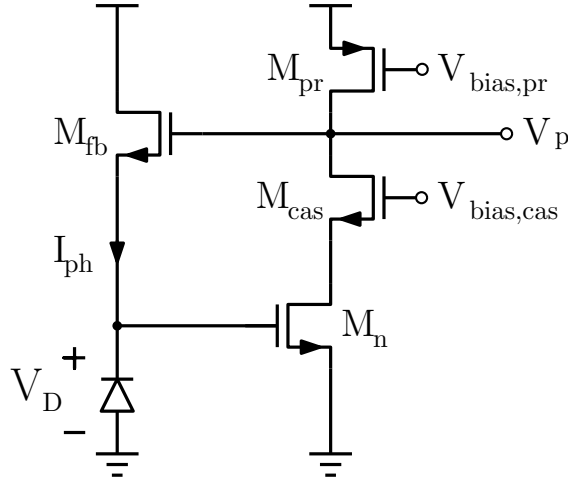 M_pr
V_bias,pr
M_fb
V_p
M_cas
V_bias,cas
I_ph
M_n
+
V_D
−